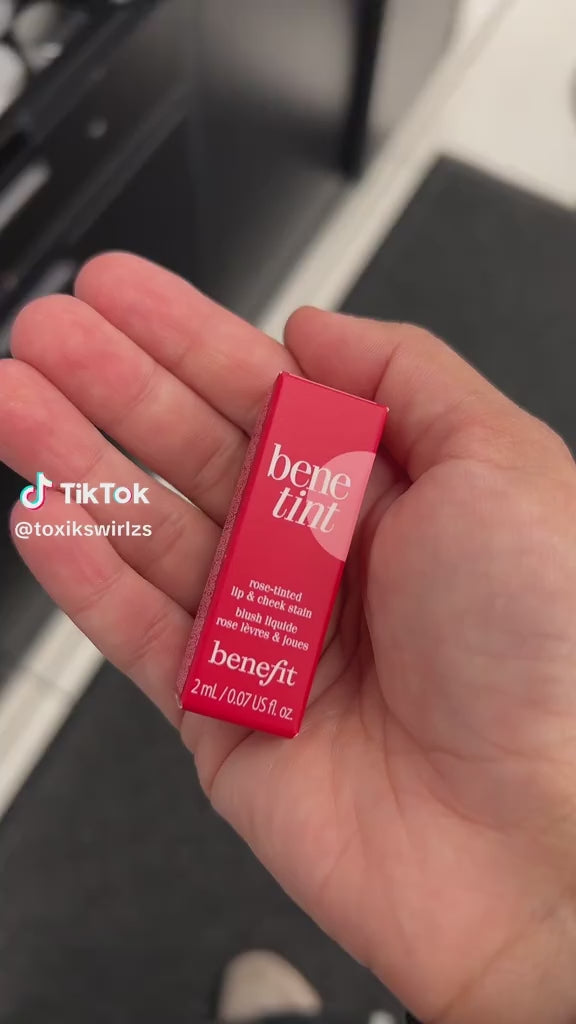 bene
tint
rose-tinted
lip & cheek stain
blush liquide
rose lèvres & joues
benefit
2 mL / 0.07 US fl. oz.
TikTok
@toxikswirlzs